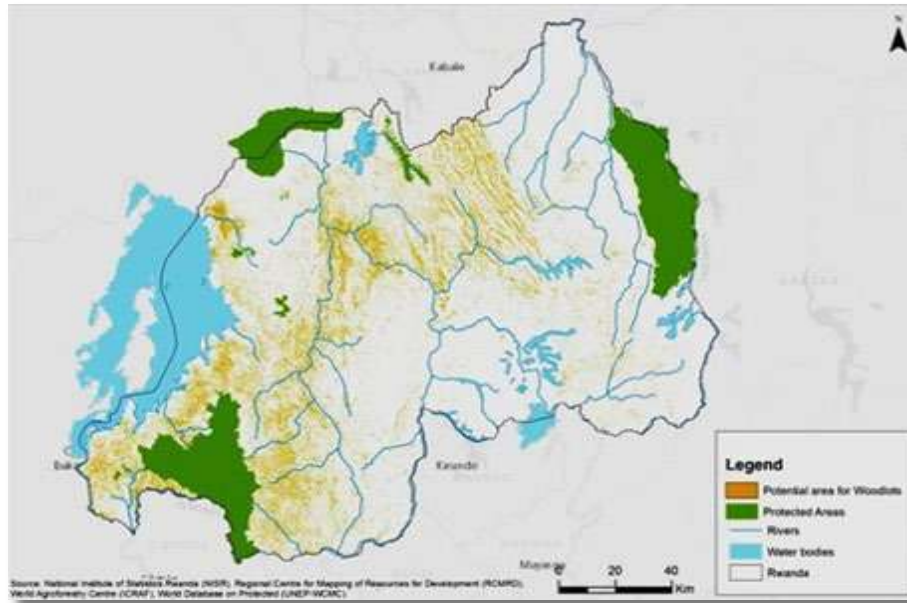 N
Kabale
Kirundo
Legend
Potential area for Woodlots
Protected Areas
Rivers
Water bodies
Rwanda
0 10 20 40
Km
Source: National Institute of Statistics Rwanda (NISR), Regional Centre for Mapping of Resources for Development (RCMRD),
World Agroforestry Centre (ICRAF), World Database on Protected (UNEP-WCMC)